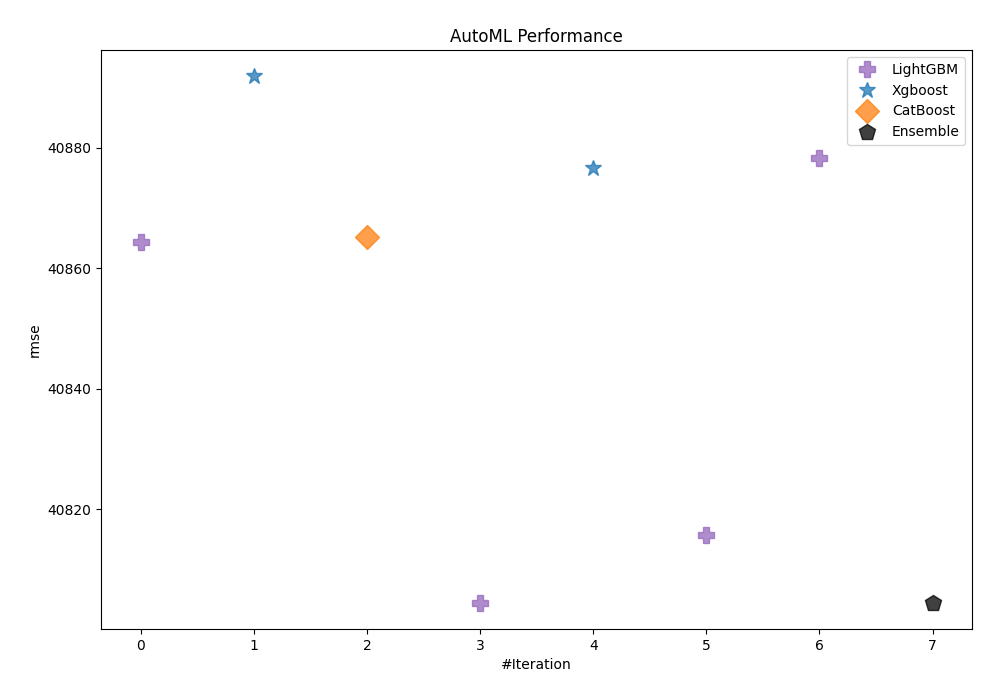 AutoML Performance
LightGBM
Xgboost
CatBoost
Ensemble
40880
40860
40840
40820
rmse
0 1 2 3 4 5 6 7
#Iteration